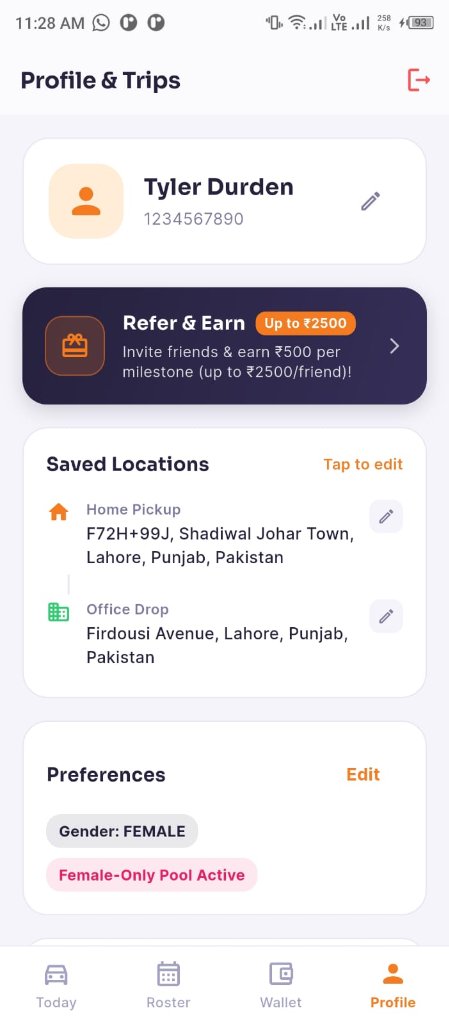 11:28 AM
Vo LTE
258 K/s
93
Profile & Trips
Tyler Durden
1234567890
Refer & Earn
Up to ₹2500
Invite friends & earn ₹500 per
milestone (up to ₹2500/friend)!
Saved Locations
Tap to edit
Home Pickup
F72H+99J, Shadiwal Johar Town,
Lahore, Punjab, Pakistan
Office Drop
Firdousi Avenue, Lahore, Punjab,
Pakistan
Preferences
Edit
Gender: FEMALE
Female-Only Pool Active
Today
Roster
Wallet
Profile